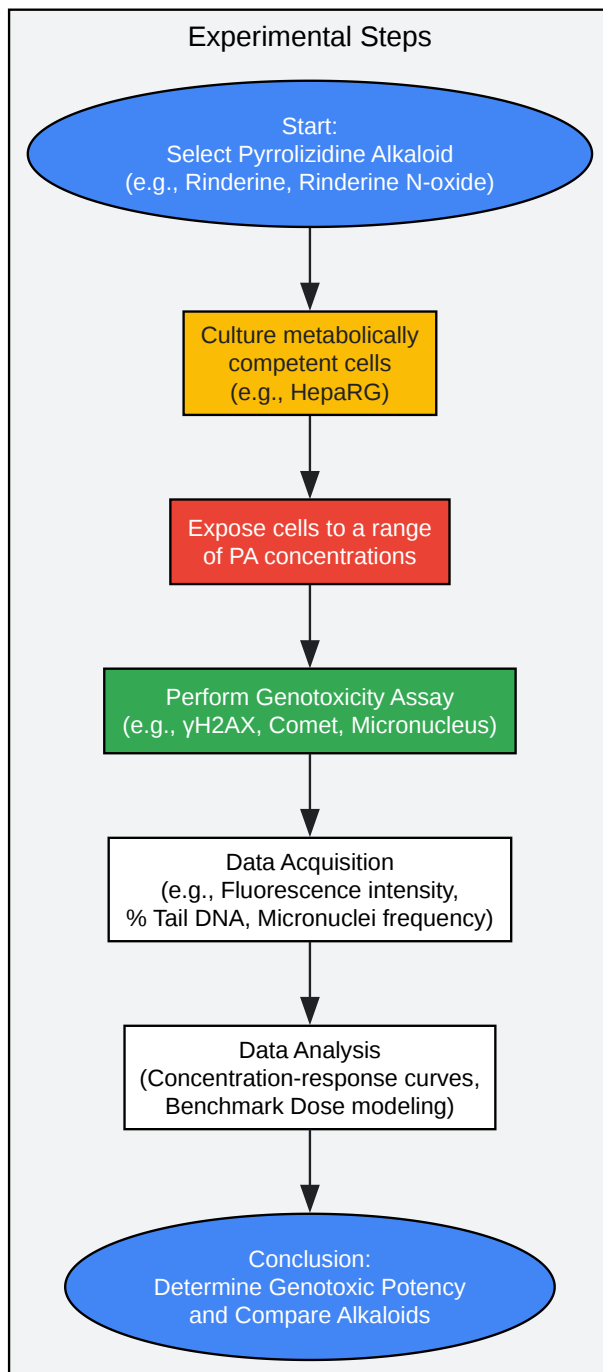 Experimental Steps
Start:
Select Pyrrolizidine Alkaloid
(e.g., Rinderine, Rinderine N-oxide)
Culture metabolically
competent cells
(e.g., HepaRG)
Expose cells to a range
of PA concentrations
Perform Genotoxicity Assay
(e.g., γH2AX, Comet, Micronucleus)
Data Acquisition
(e.g., Fluorescence intensity,
% Tail DNA, Micronuclei frequency)
Data Analysis
(Concentration-response curves,
Benchmark Dose modeling)
Conclusion:
Determine Genotoxic Potency
and Compare Alkaloids